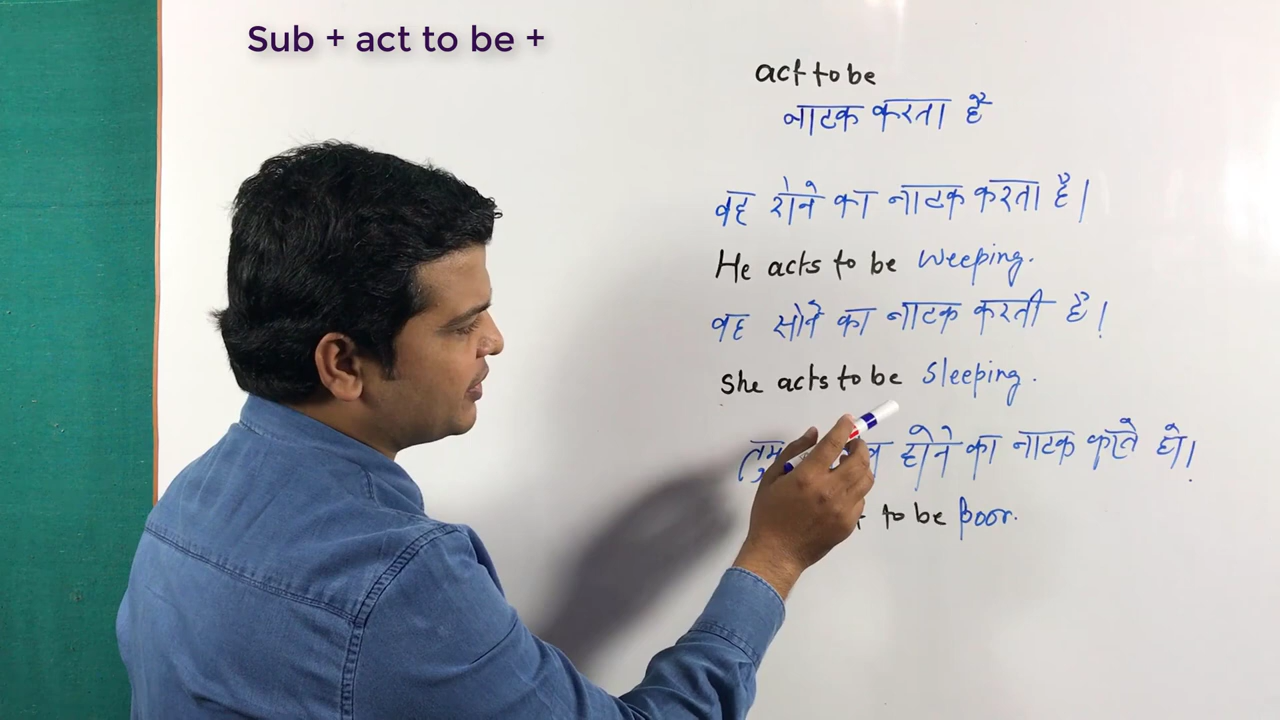 Sub + act to be +
act to be
नाटक करता है
वह रोने का नाटक करता है।
He acts to be weeping.
वह सोने का नाटक करती है।
She acts to be Sleeping.
तुम होने का नाटक करते हो।
to be poor.